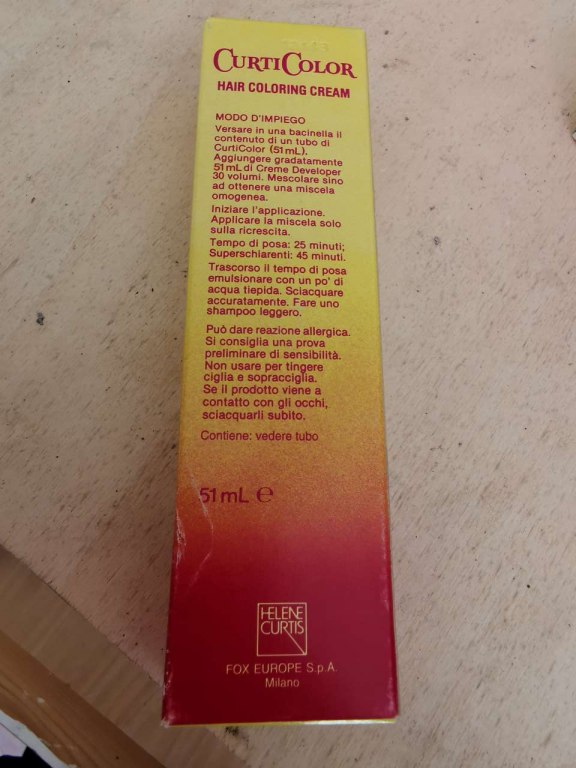 CURTICOLOR
HAIR COLORING CREAM
MODO D'IMPIEGO
Versare in una bacinella il
contenuto di un tubo di
CurtiColor (51mL).
Aggiungere gradatamente
51mL di Creme Developer
30 volumi. Mescolare sino
ad ottenere una miscela
omogenea.
Iniziare l'applicazione.
Applicare la miscela solo
sulla ricrescita.
Tempo di posa: 25 minuti;
Superschiarenti: 45 minuti.
Trascorso il tempo di posa
emulsionare con un po' di
acqua tiepida. Sciacquare
accuratamente. Fare uno
shampoo leggero.
Può dare reazione allergica.
Si consiglia una prova
preliminare di sensibilità.
Non usare per tingere
ciglia e sopracciglia.
Se il prodotto viene a
contatto con gli occhi,
sciacquarli subito.
Contiene: vedere tubo
51 mL ℮
HELENE
CURTIS
FOX EUROPE S.p.A.
Milano